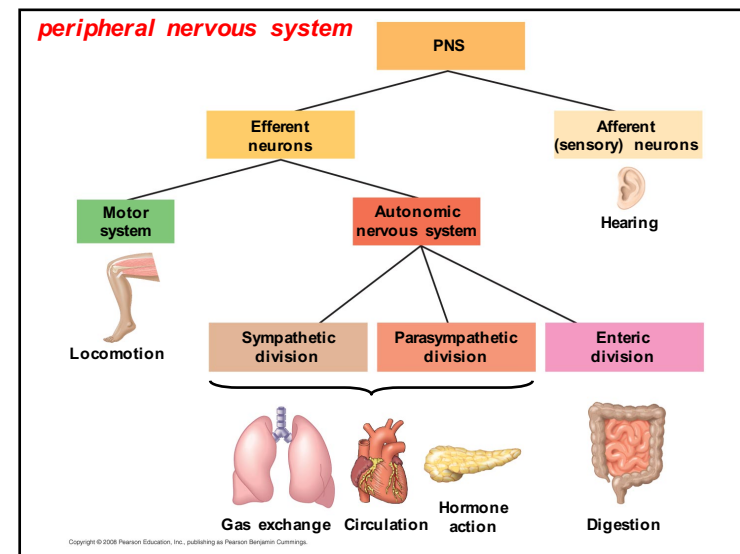 peripheral nervous system
PNS
Efferent
neurons
Afferent
(sensory) neurons
Hearing
Motor
system
Autonomic
nervous system
Locomotion
Sympathetic
division
Parasympathetic
division
Enteric
division
Gas exchange
Circulation
Hormone
action
Digestion
Copyright © 2008 Pearson Education, Inc., publishing as Pearson Benjamin Cummings.